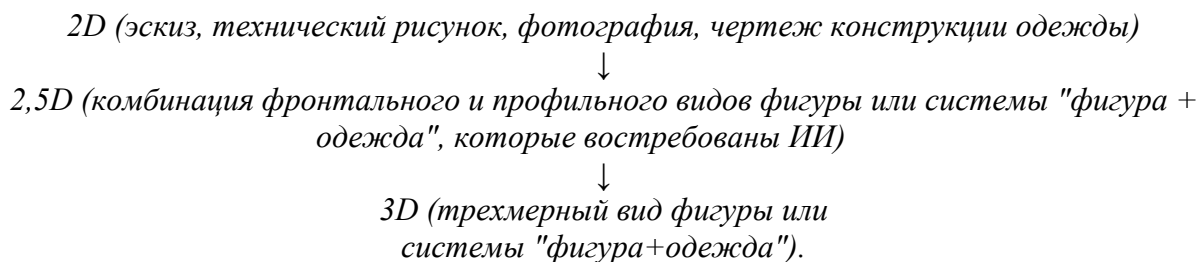 2D (эскиз, технический рисунок, фотография, чертеж конструкции одежды)
↓
2,5D (комбинация фронтального и профильного видов фигуры или системы "фигура +
одежда", которые востребованы ИИ)
↓
3D (трехмерный вид фигуры или
системы "фигура+одежда").